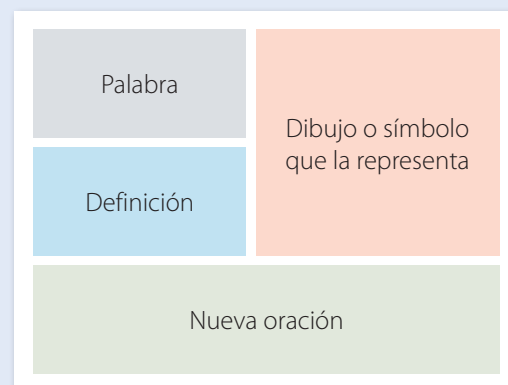 Palabra
Definición
Dibujo o símbolo
que la representa
Nueva oración